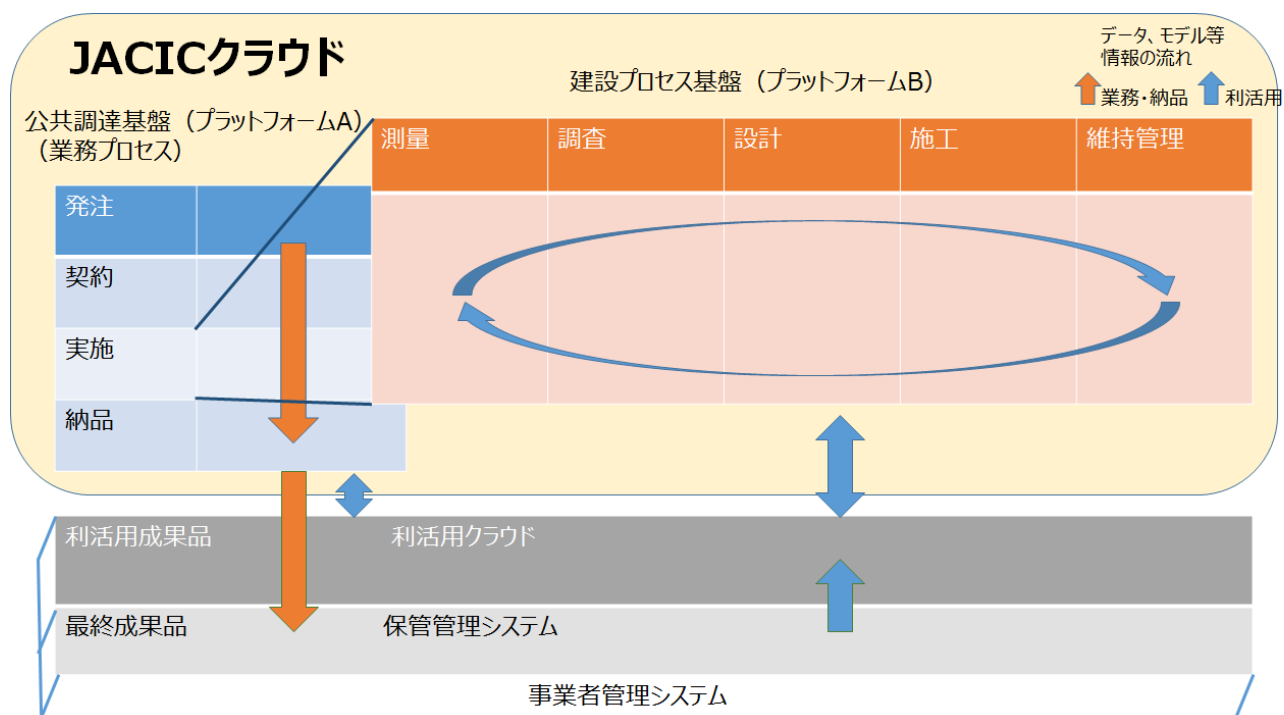 JACICクラウド
データ、モデル等
情報の流れ
業務・納品 利活用
建設プロセス基盤（プラットフォームB）
公共調達基盤（プラットフォームA）
（業務プロセス）
測量 調査 設計 施工 維持管理
発注
契約
実施
納品
利活用成果品 利活用クラウド
最終成果品 保管管理システム
事業者管理システム